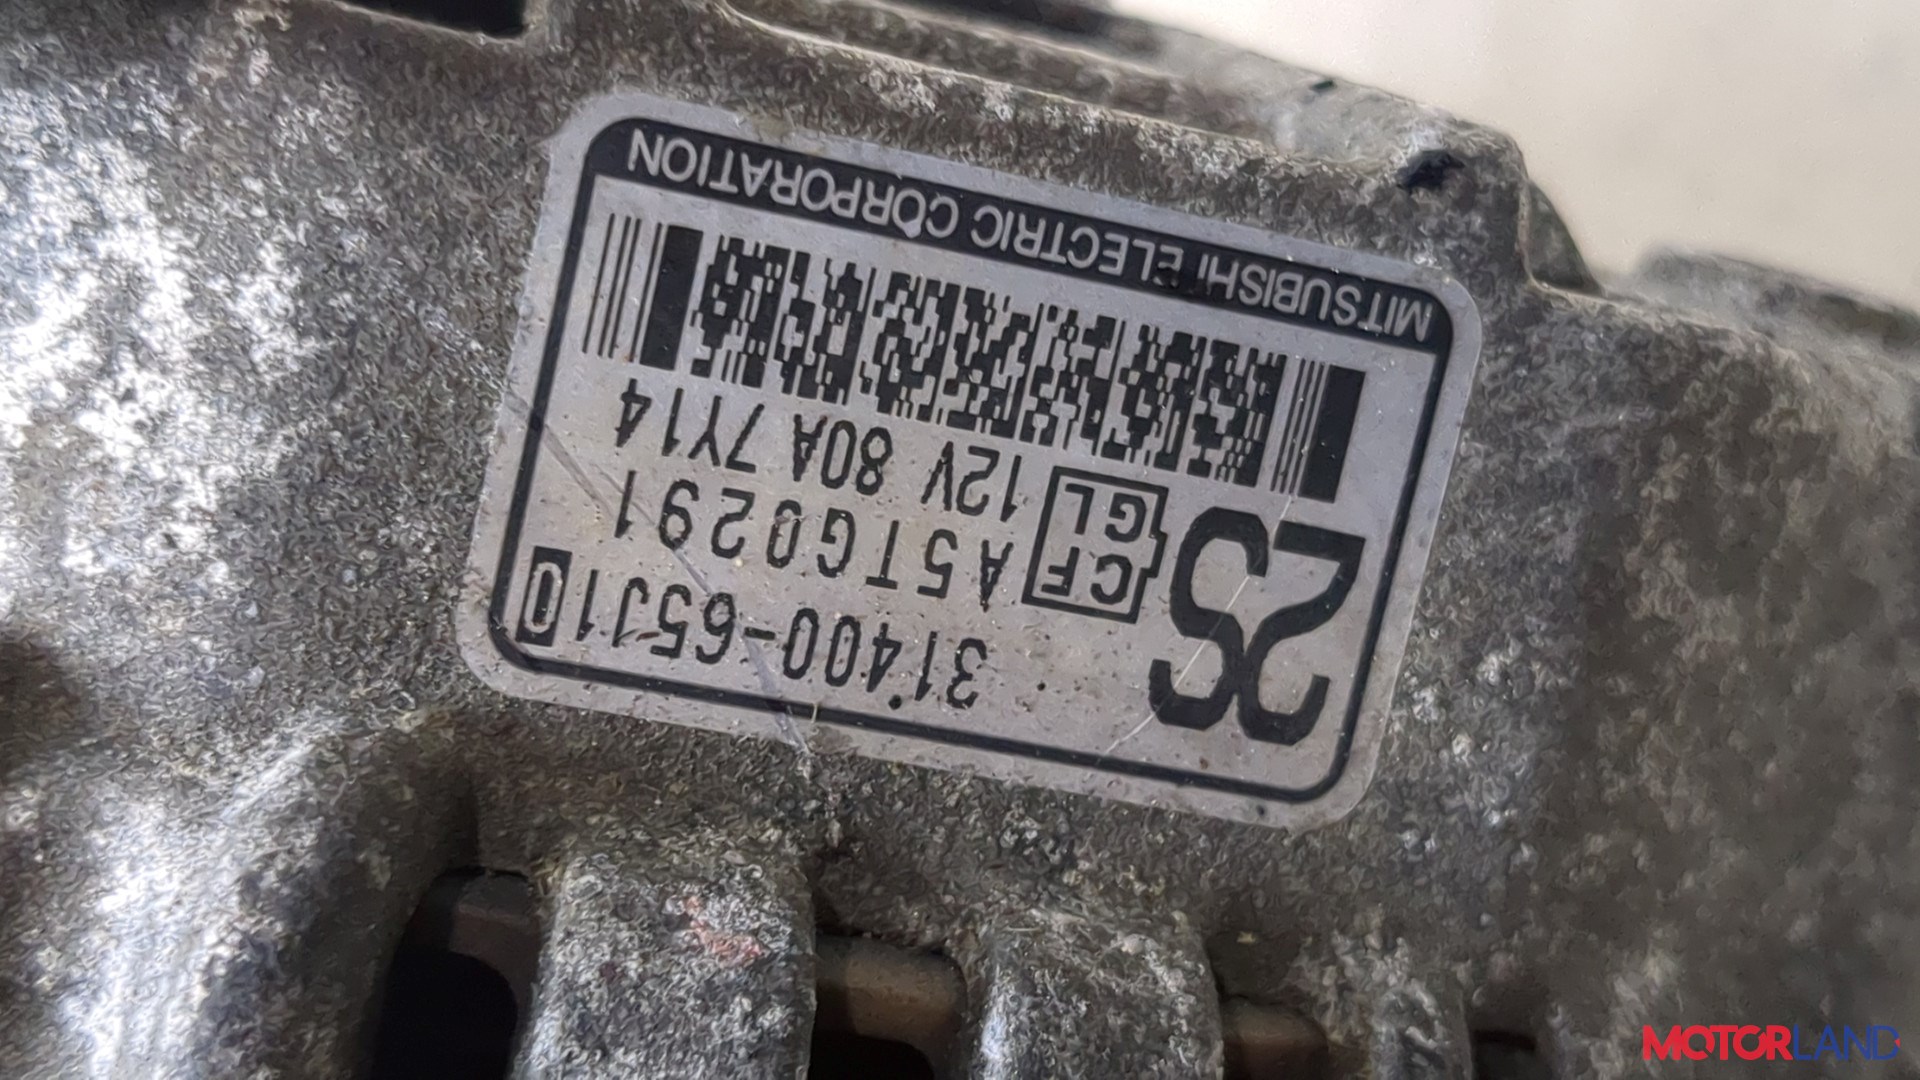 31400-65J10
2S CF GL A5TG0291
12V 80A 7Y14
MITSUBISHI ELECTRIC CORPORATION
MOTORLAND